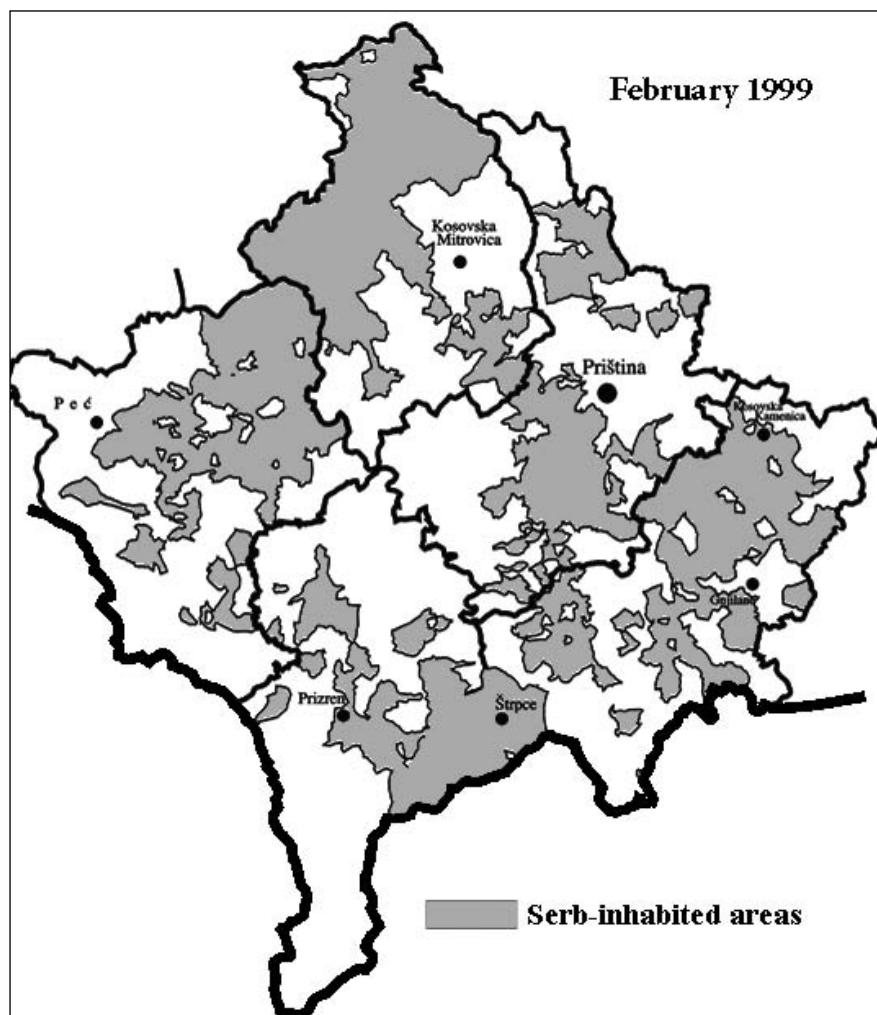 February 1999
Kosovska
Mitrovica
Priština
Peć
Kosovska
Kamenica
Gnjilane
Prizren
Štrpce
Serb-inhabited areas